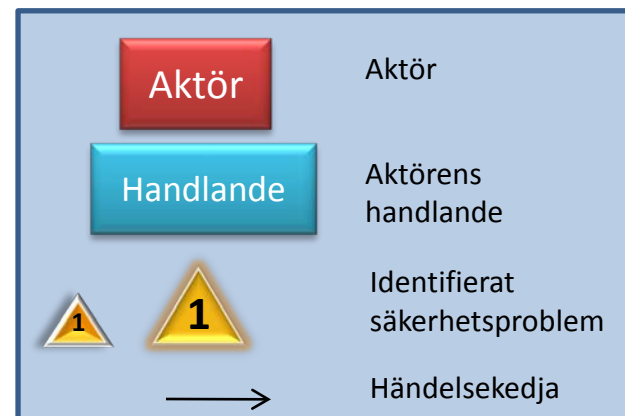 Aktör
Aktör
Handlande
Aktörens
handlande
1
1
Identifierat
säkerhetsproblem
Händelsekedja